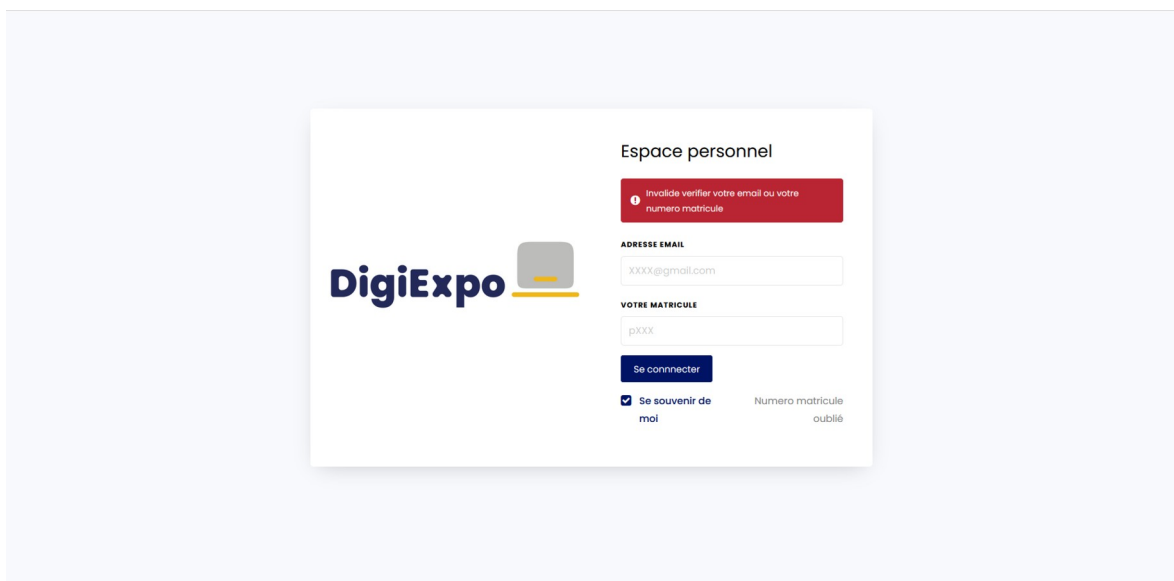 DigiExpo
Espace personnel
Invalide verifier votre email ou votre
numero matricule
ADRESSE EMAIL
XXXX@gmail.com
VOTRE MATRICULE
pXXX
Se connnecter
Se souvenir de
moi
Numero matricule
oublié